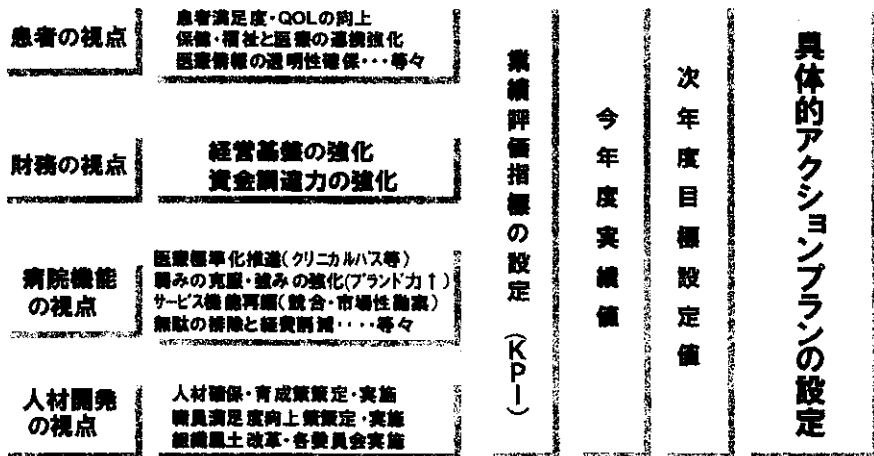 患者の視点
患者満足度・QOLの向上
保健・福祉と医療の連携強化
医療情報の透明性確保・・・等々
財務の視点
経営基盤の強化
資金調達力の強化
病院機能
の視点
医療標準化推進(クリニカルパス等)
弱みの克服・強みの強化(ブランド力↑)
サービス機能再編(競合・市場性勘案)
無駄の排除と経費削減・・・・等々
人材開発
の視点
人材確保・育成策策定・実施
職員満足度向上策策定・実施
組織風土改革・各委員会実施
業績評価指標の設定(KPI)
今年度実績値
次年度目標設定値
具体的アクションプランの設定